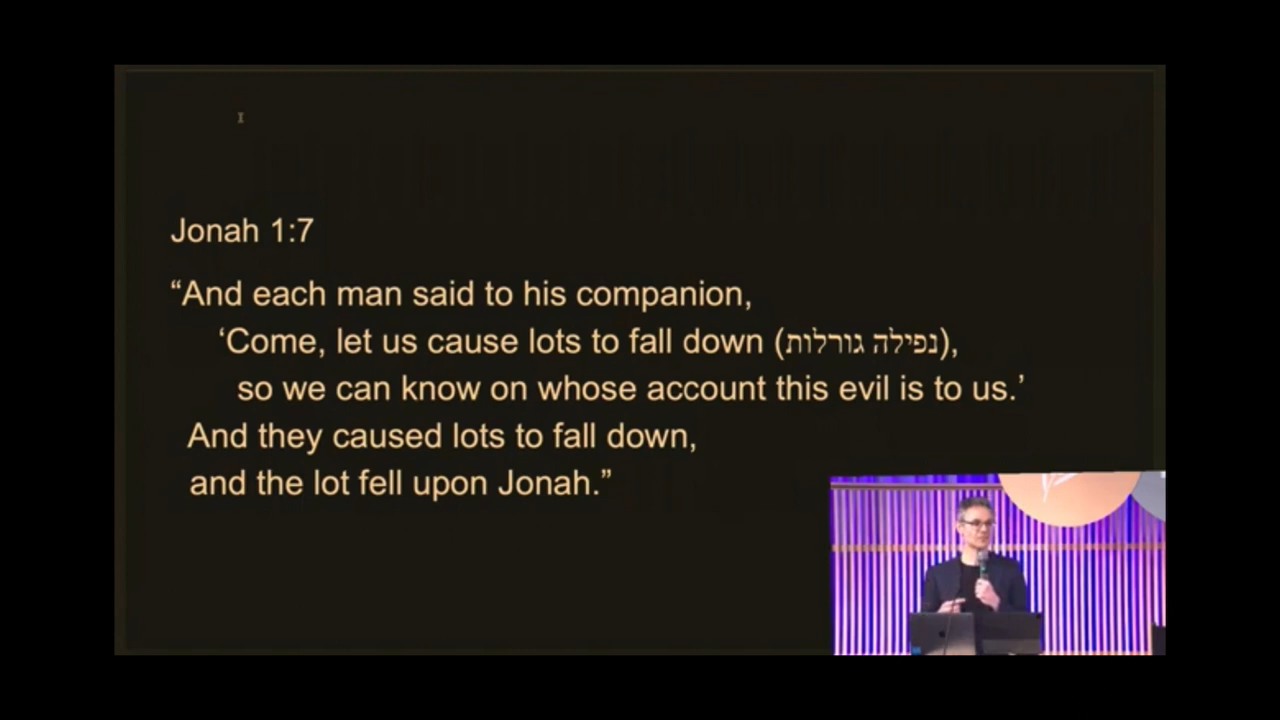 Jonah 1:7
“And each man said to his companion,
‘Come, let us cause lots to fall down (נפילה גורלות),
so we can know on whose account this evil is to us.’
And they caused lots to fall down,
and the lot fell upon Jonah.”